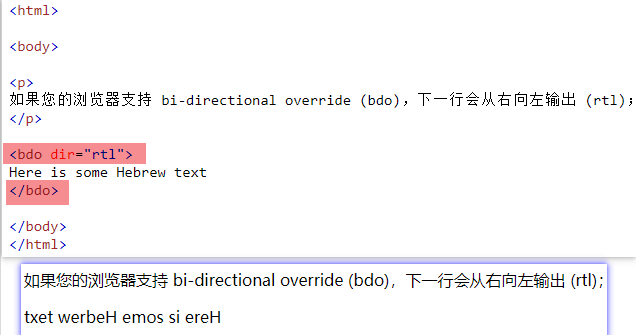 <html>
<body>
<p>
如果您的浏览器支持 bi-directional override (bdo)，下一行会从右向左输出 (rtl)；
</p>
<bdo dir="rtl">
Here is some Hebrew text
</bdo>
</body>
</html>
如果您的浏览器支持 bi-directional override (bdo)，下一行会从右向左输出 (rtl)；
txet werbeH emos si ereH